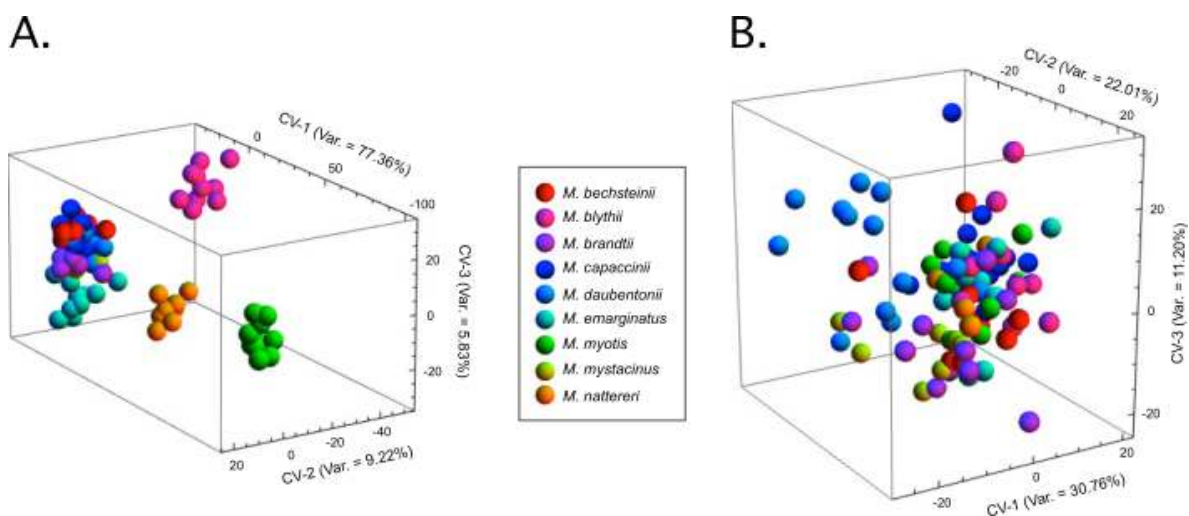 A.
CV-1 (Var. = 77.36%)
0
50
-100
20
0
-20
CV-3 (Var. = 5.83%)
20
0
-20
-40
CV-2 (Var. = 9.22%)
M. bechsteinii
M. blythii
M. brandtii
M. capaccinii
M. daubentonii
M. emarginatus
M. myotis
M. mystacinus
M. nattereri
B.
CV-2 (Var. = 22.01%)
-20
0
20
20
0
-20
CV-3 (Var. = 11.20%)
-20
0
20
CV-1 (Var. = 30.76%)